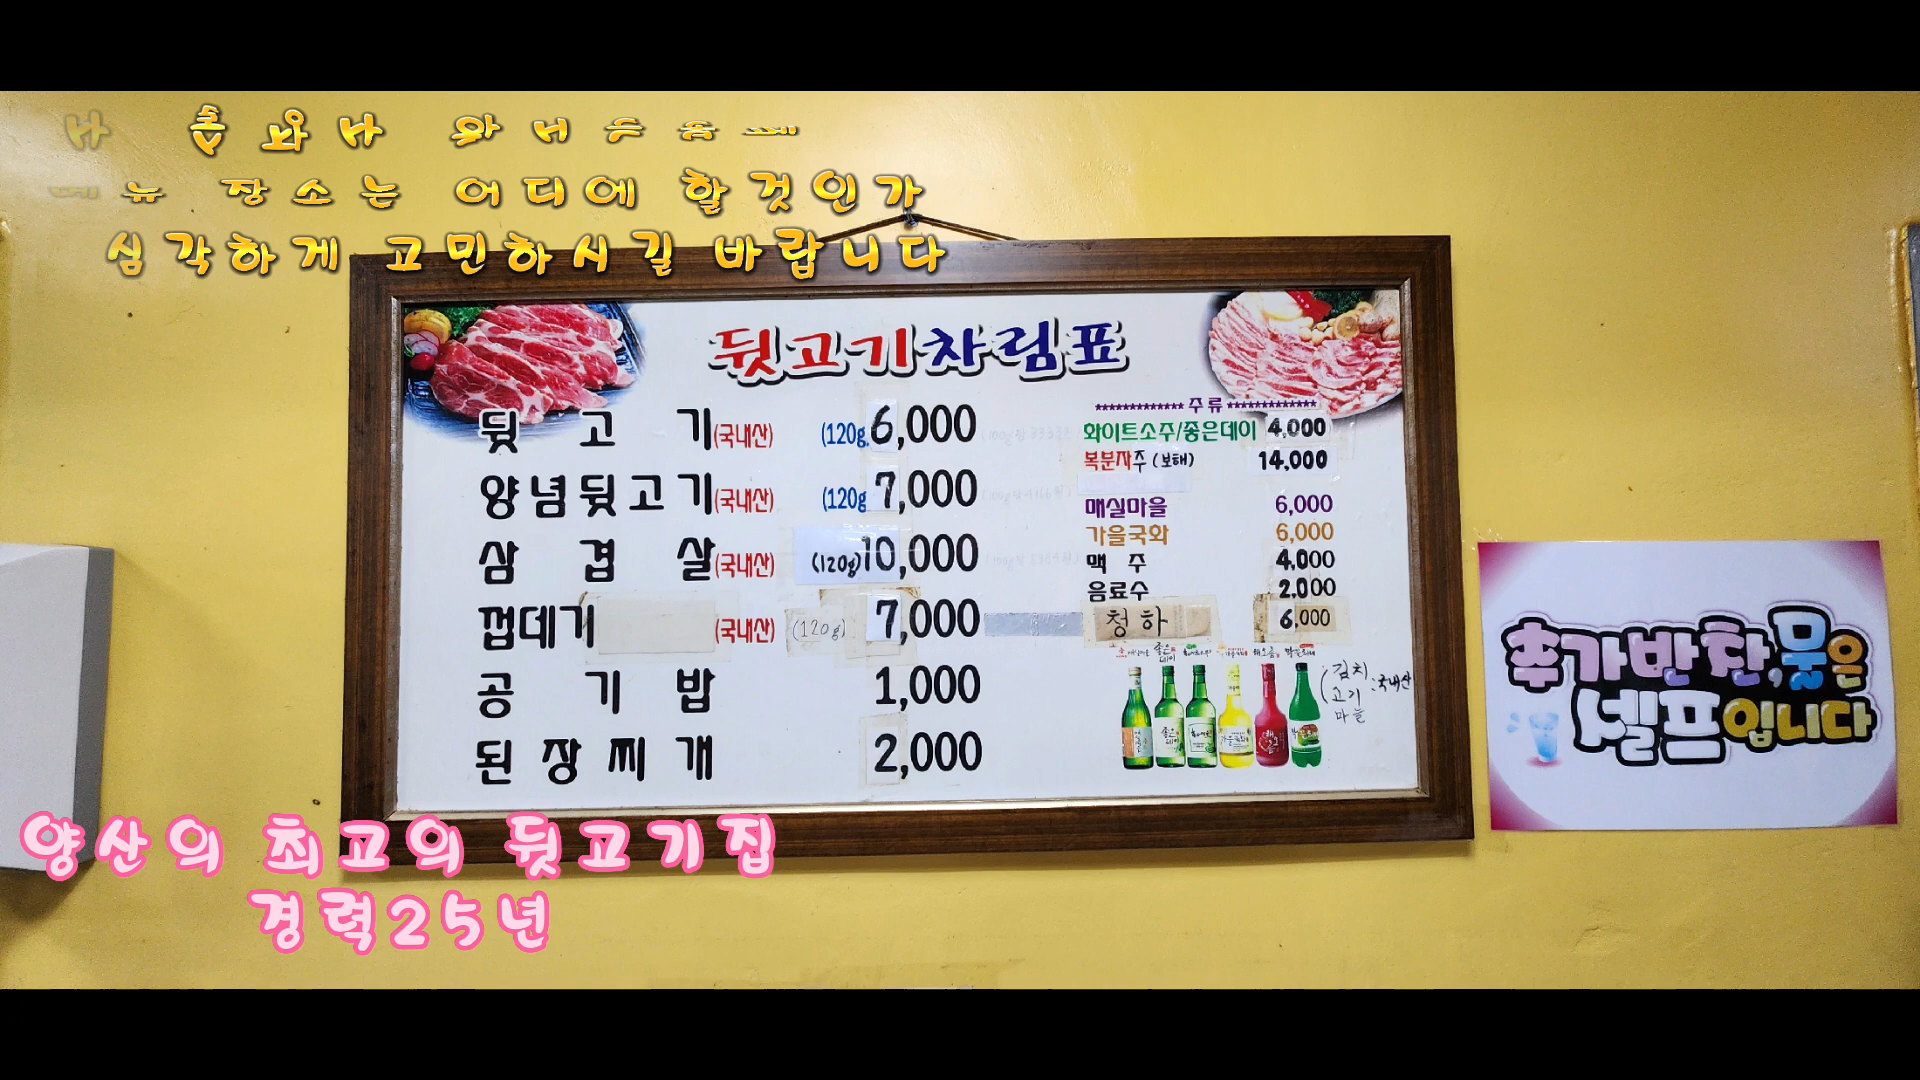 장소는 어디에 할것인가
심각하게 고민하시길 바랍니다
뒷고기차림표
뒷고기(국내산) (120g 6,000
양념뒷고기(국내산) (120g 7,000
삼겹살(국내산) (120g) 10,000
껍데기 (국내산) (120g) 7,000
공기밥 1,000
된장찌개 2,000
************* 주류 *************
화이트소주/좋은데이 4,000
복분자주 (보해) 14,000
매실마을 6,000
가을국화 6,000
맥주 4,000
음료수 2,000
청하 6,000
좋은데이
김치
고기 : 국내산
마늘
추가반찬,물은
셀프입니다
양산의 최고의 뒷고기집
경력25년